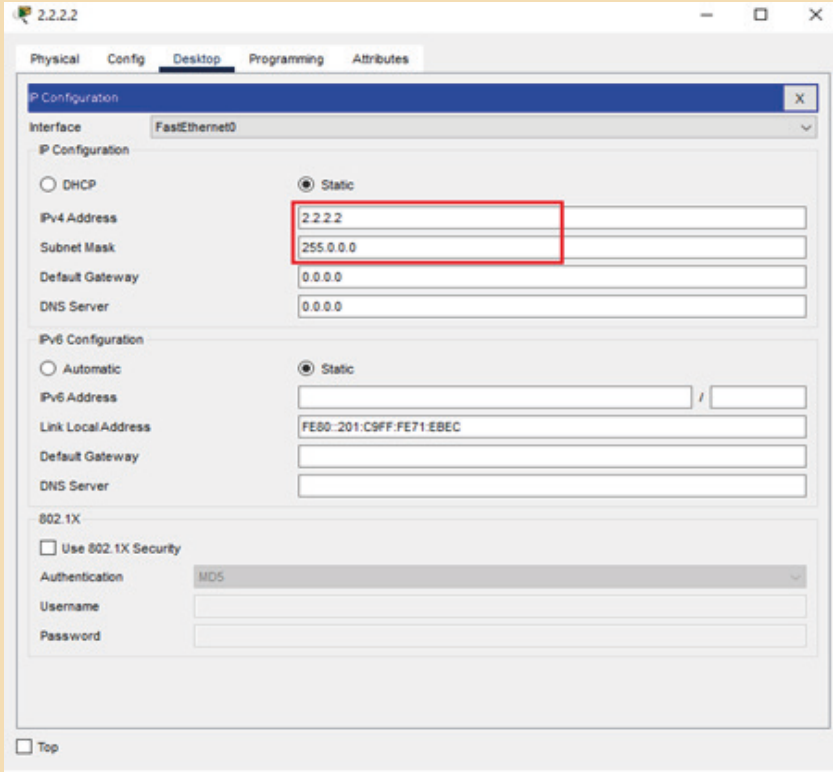 2.2.2.2
Physical Config Desktop Programming Attributes
IP Configuration X
Interface FastEthernet0
IP Configuration
DHCP Static
IPv4 Address 2.2.2.2
Subnet Mask 255.0.0.0
Default Gateway 0.0.0.0
DNS Server 0.0.0.0
IPv6 Configuration
Automatic Static
IPv6 Address /
Link Local Address FE80::201:C9FF:FE71:EBEC
Default Gateway
DNS Server
802.1X
Use 802.1X Security
Authentication MD5
Username
Password
Top